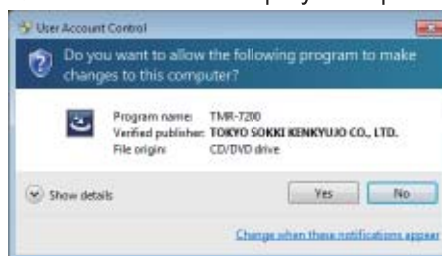 User Account Control
Do you want to allow the following program to make
changes to this computer?
Program name: TMR-7200
Verified publisher: TOKYO SOKKI KENKYUJO CO., LTD.
File origin: CD/DVD drive
Show details
Yes
No
Change when these notifications appear